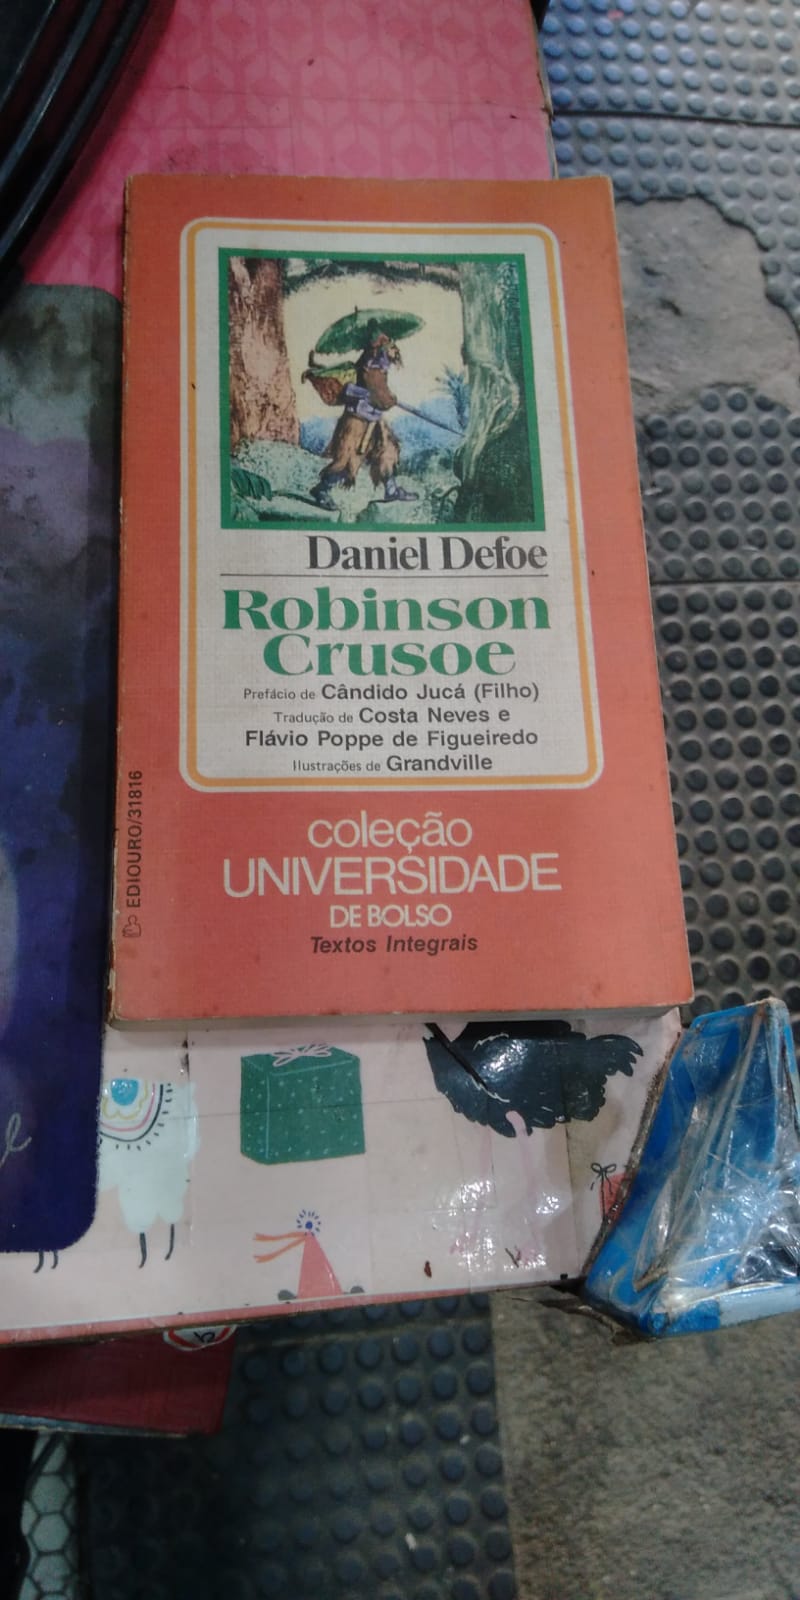 Daniel Defoe
Robinson
Crusoe
Prefácio de Cândido Jucá (Filho)
Tradução de Costa Neves e
Flávio Poppe de Figueiredo
Ilustrações de Grandville
EDIOURO/31816
coleção
UNIVERSIDADE
DE BOLSO
Textos Integrais